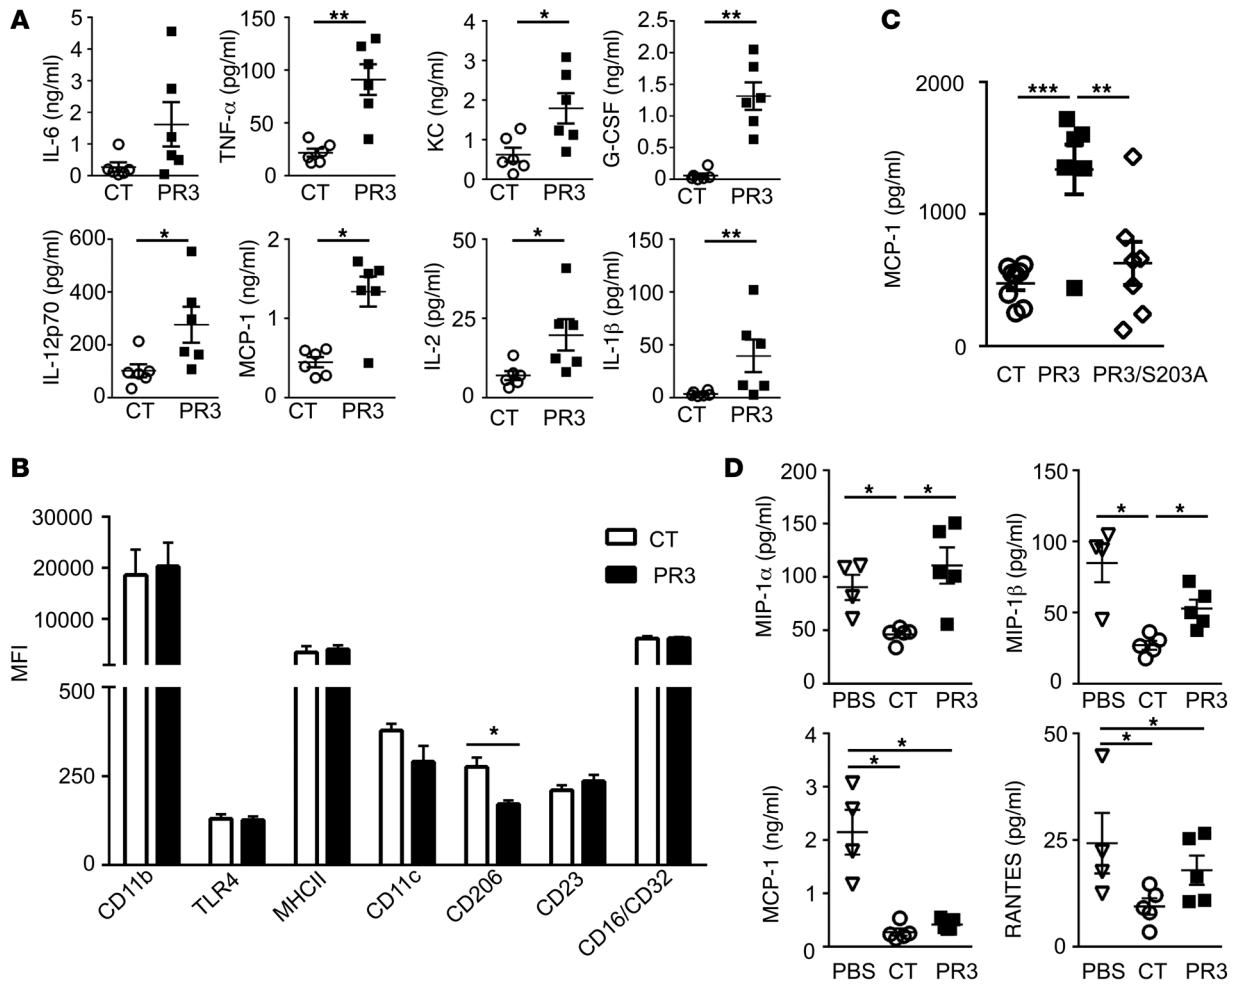 A
IL-6 (ng/ml)
5
4
3
2
1
0
CT PR3
TNF-α (pg/ml)
150
100
50
0
**
CT PR3
KC (ng/ml)
4
3
2
1
0
*
CT PR3
G-CSF (ng/ml)
2.5
2.0
1.5
1.0
0.5
0
**
CT PR3
IL-12p70 (pg/ml)
600
400
200
0
*
CT PR3
MCP-1 (ng/ml)
2
1
0
*
CT PR3
IL-2 (pg/ml)
50
25
0
*
CT PR3
IL-1β (pg/ml)
150
100
50
0
**
CT PR3
C
MCP-1 (pg/ml)
2000
1000
0
*** **
CT PR3 PR3/S203A
B
MFI
30000
20000
10000
500
250
0
CT
PR3
*
CD11b TLR4 MHCII CD11c CD206 CD23 CD16/CD32
D
MIP-1α (pg/ml)
200
150
100
50
0
* *
PBS CT PR3
MIP-1β (pg/ml)
150
100
50
0
* *
PBS CT PR3
MCP-1 (ng/ml)
4
3
2
1
0
*
*
PBS CT PR3
RANTES (pg/ml)
50
25
0
*
*
PBS CT PR3